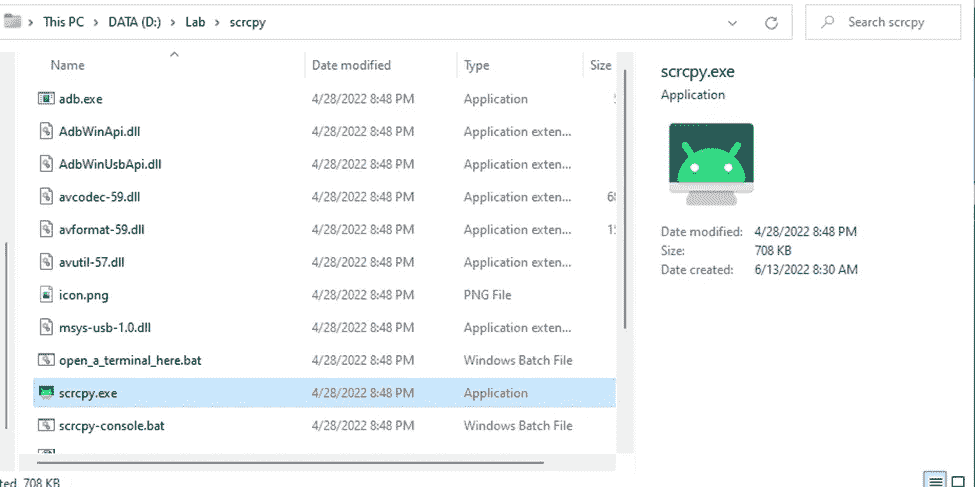 This PC > DATA (D:) > Lab > scrcpy
Search scrcpy
Name Date modified Type Size
adb.exe 4/28/2022 8:48 PM Application
AdbWinApi.dll 4/28/2022 8:48 PM Application exten...
AdbWinUsbApi.dll 4/28/2022 8:48 PM Application exten...
avcodec-59.dll 4/28/2022 8:48 PM Application exten...
avformat-59.dll 4/28/2022 8:48 PM Application exten...
avutil-57.dll 4/28/2022 8:48 PM Application exten...
icon.png 4/28/2022 8:48 PM PNG File
msys-usb-1.0.dll 4/28/2022 8:48 PM Application exten...
open_a_terminal_here.bat 4/28/2022 8:48 PM Windows Batch File
scrcpy.exe 4/28/2022 8:48 PM Application
scrcpy-console.bat 4/28/2022 8:48 PM Windows Batch File
scrcpy.exe
Application
Date modified: 4/28/2022 8:48 PM
Size: 708 KB
Date created: 6/13/2022 8:30 AM
708 KB